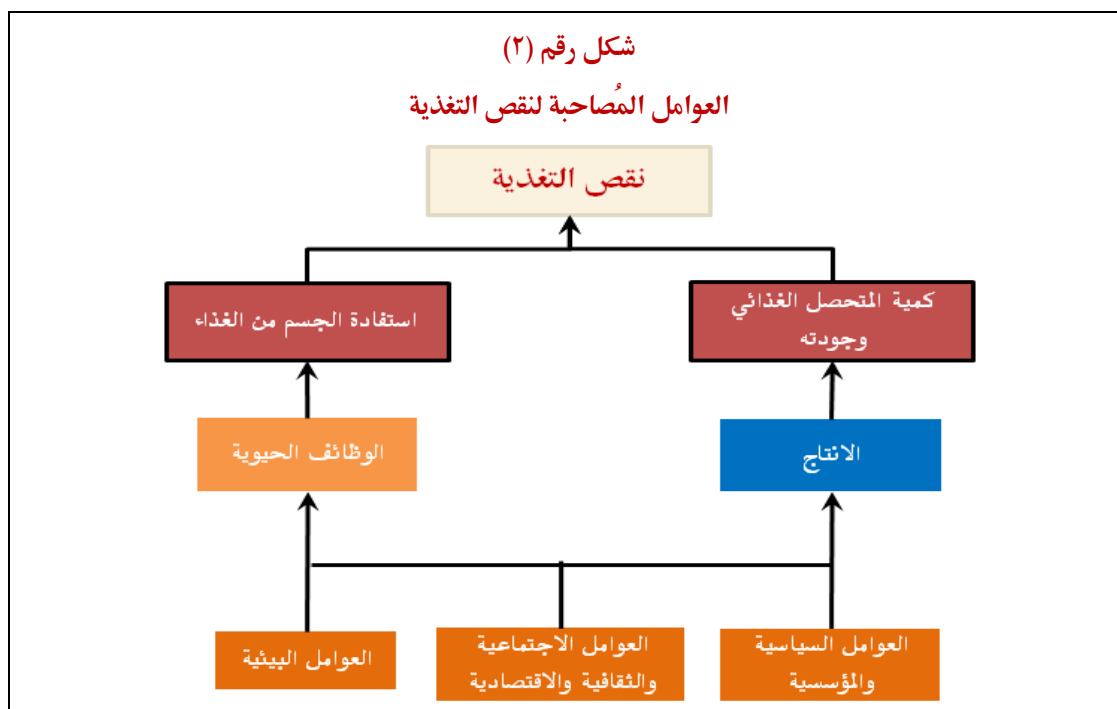 شكل رقم (٢)
العوامل المُصاحبة لنقص التغذية
نقص التغذية
كمية المتحصل الغذائي
وجودته
استفادة الجسم من الغذاء
الانتاج
الوظائف الحيوية
العوامل السياسية
والمؤسسية
العوامل الاجتماعية
والثقافية والاقتصادية
العوامل البيئية